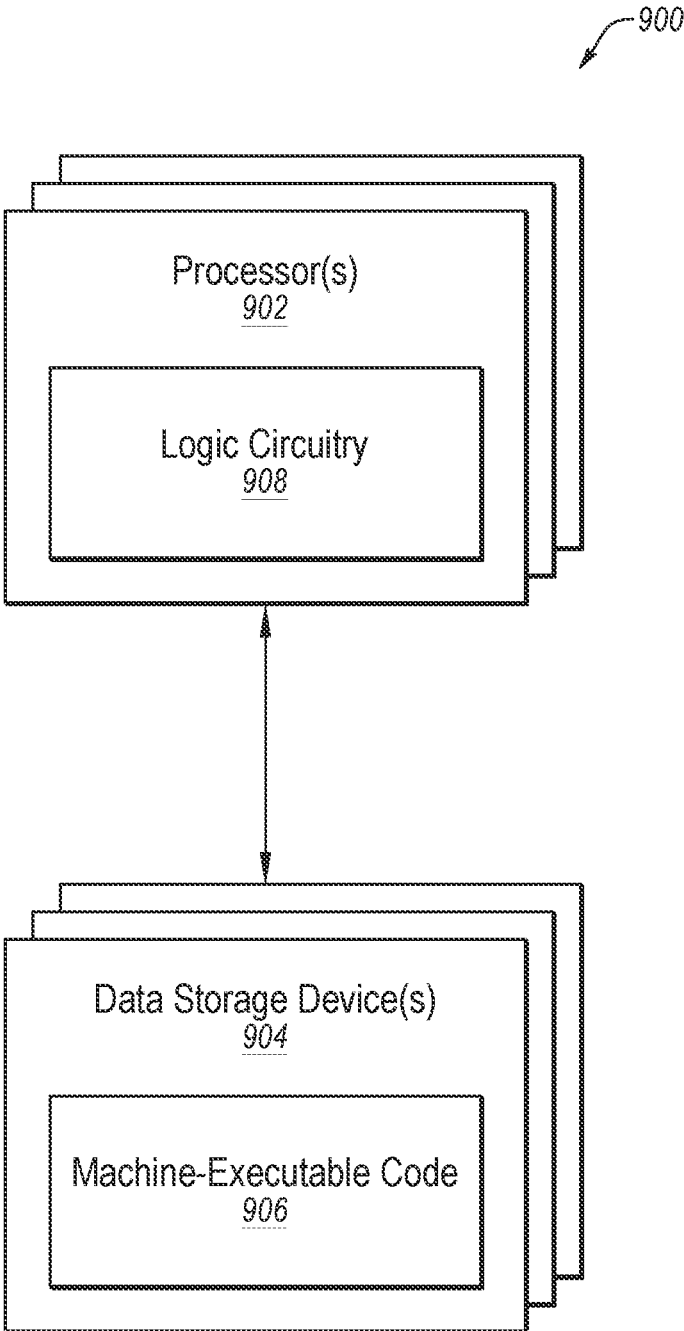 900
Processor(s)
902
Logic Circuitry
908
Data Storage Device(s)
904
Machine-Executable Code
906